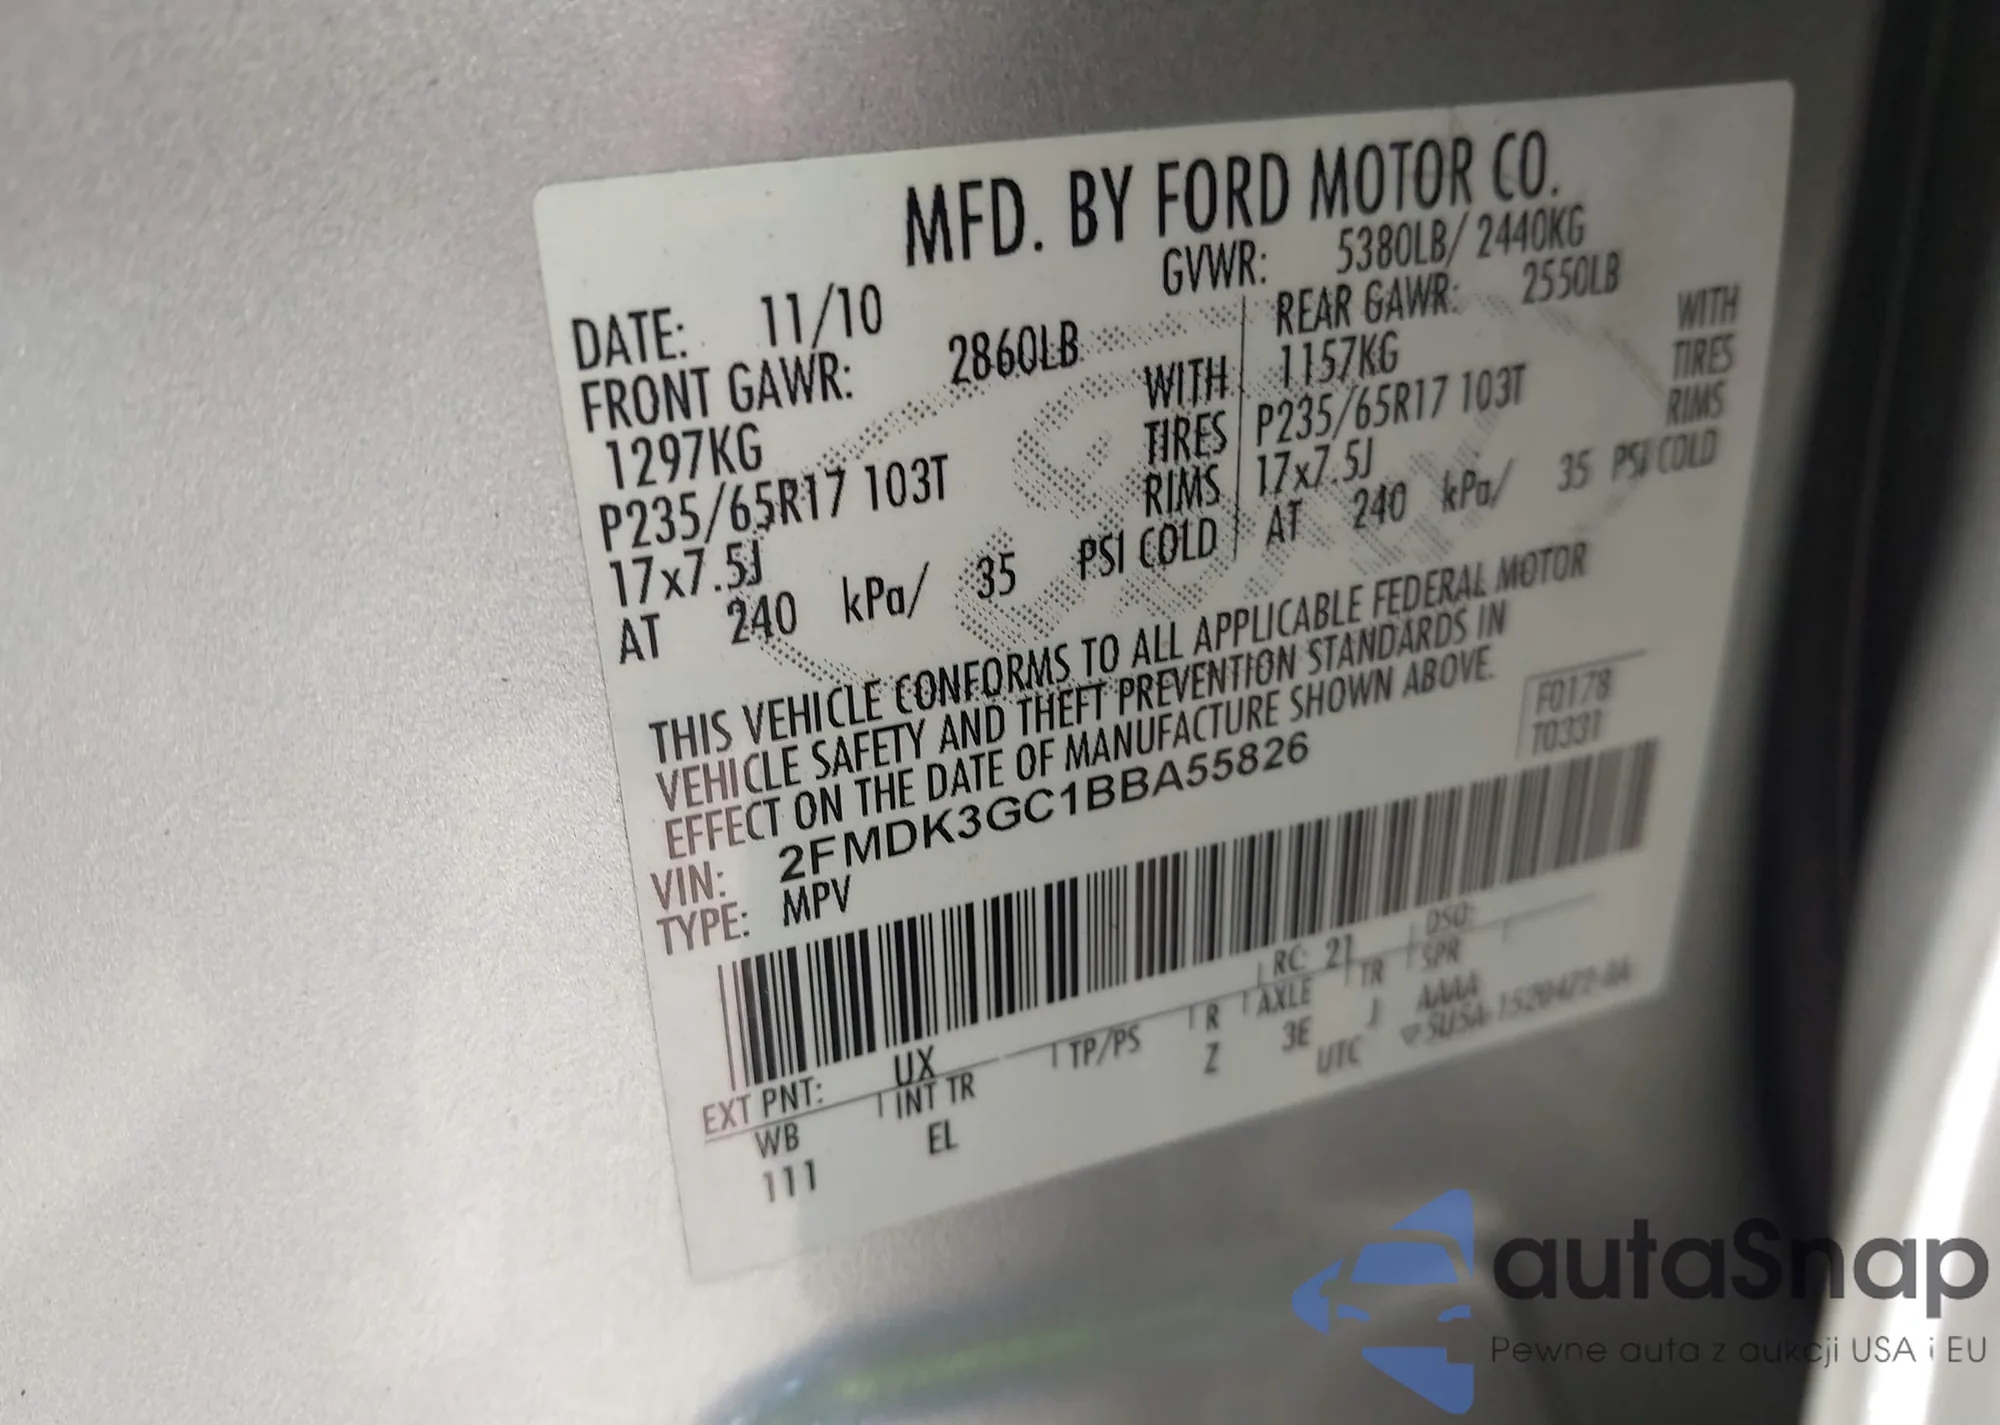 MFD. BY FORD MOTOR CO.
DATE: 11/10 GVWR: 5380LB/ 2440KG
FRONT GAWR: 2860LB REAR GAWR: 2550LB
1297KG WITH 1157KG WITH
P235/65R17 103T TIRES P235/65R17 103T TIRES
17x7.5J RIMS 17x7.5J RIMS
AT 240 kPa/ 35 PSI COLD AT 240 kPa/ 35 PSI COLD
THIS VEHICLE CONFORMS TO ALL APPLICABLE FEDERAL MOTOR
VEHICLE SAFETY AND THEFT PREVENTION STANDARDS IN
EFFECT ON THE DATE OF MANUFACTURE SHOWN ABOVE.
VIN: 2FMDK3GC1BBA55826 F0178
TYPE: MPV T0331
EXT PNT: UX RC: 21 DSO:
WB INT TR TP/PS R AXLE TR SPR
111 EL Z 3E J AAAA
UTC
autaSnap
Pewne auta z aukcji USA i EU